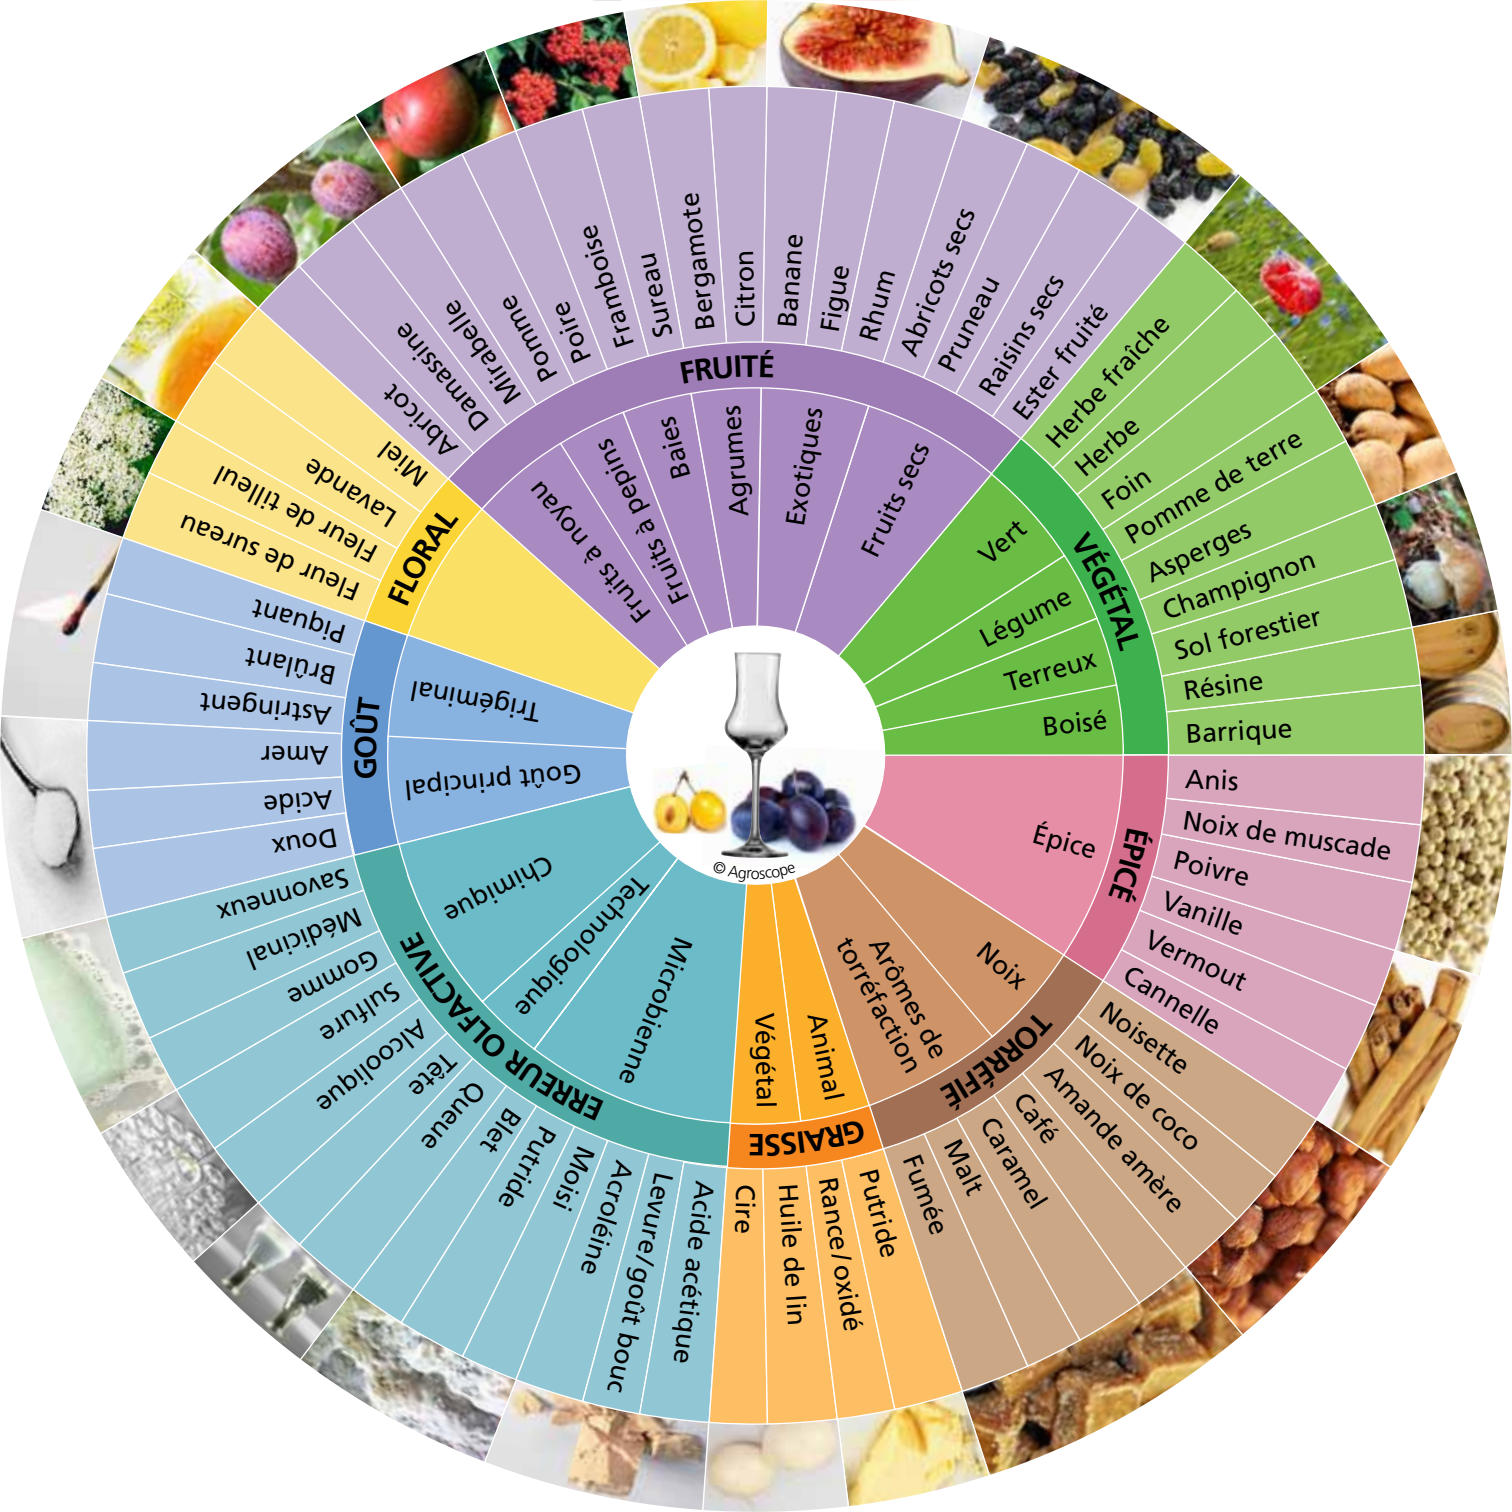 FRUITÉ
Fruits à noyau
Fruits à pepins
Baies
Agrumes
Exotiques
Fruits secs
Abricot
Damassine
Mirabelle
Pomme
Poire
Framboise
Sureau
Bergamote
Citron
Banane
Figue
Rhum
Abricots secs
Pruneau
Raisins secs
Ester fruité
VÉGÉTAL
Vert
Légume
Terreux
Boisé
Herbe fraîche
Herbe
Foin
Pomme de terre
Asperges
Champignon
Sol forestier
Résine
Barrique
ÉPICÉ
Épice
Anis
Noix de muscade
Poivre
Vanille
Vermout
Cannelle
TORRÉFIÉ
Noix
Arômes de
torréfaction
Noisette
Noix de coco
Amande amère
Café
Caramel
Malt
Fumée
GRAISSE
Animal
Végétal
Putride
Rance/oxidé
Huile de lin
Cire
ERREUR OLFACTIVE
Microbienne
Technologique
Chimique
Acide acétique
Levure/goût bouc
Acroléine
Moisi
Putride
Blet
Queue
Tête
Alcoolique
Sulfure
Gomme
Médicinal
Savonneux
GOÛT
Goût principal
Trigéminal
Doux
Acide
Amer
Astringent
Brûlant
Piquant
FLORAL
Fleur de sureau
Fleur de tilleul
Lavande
Miel
© Agroscope